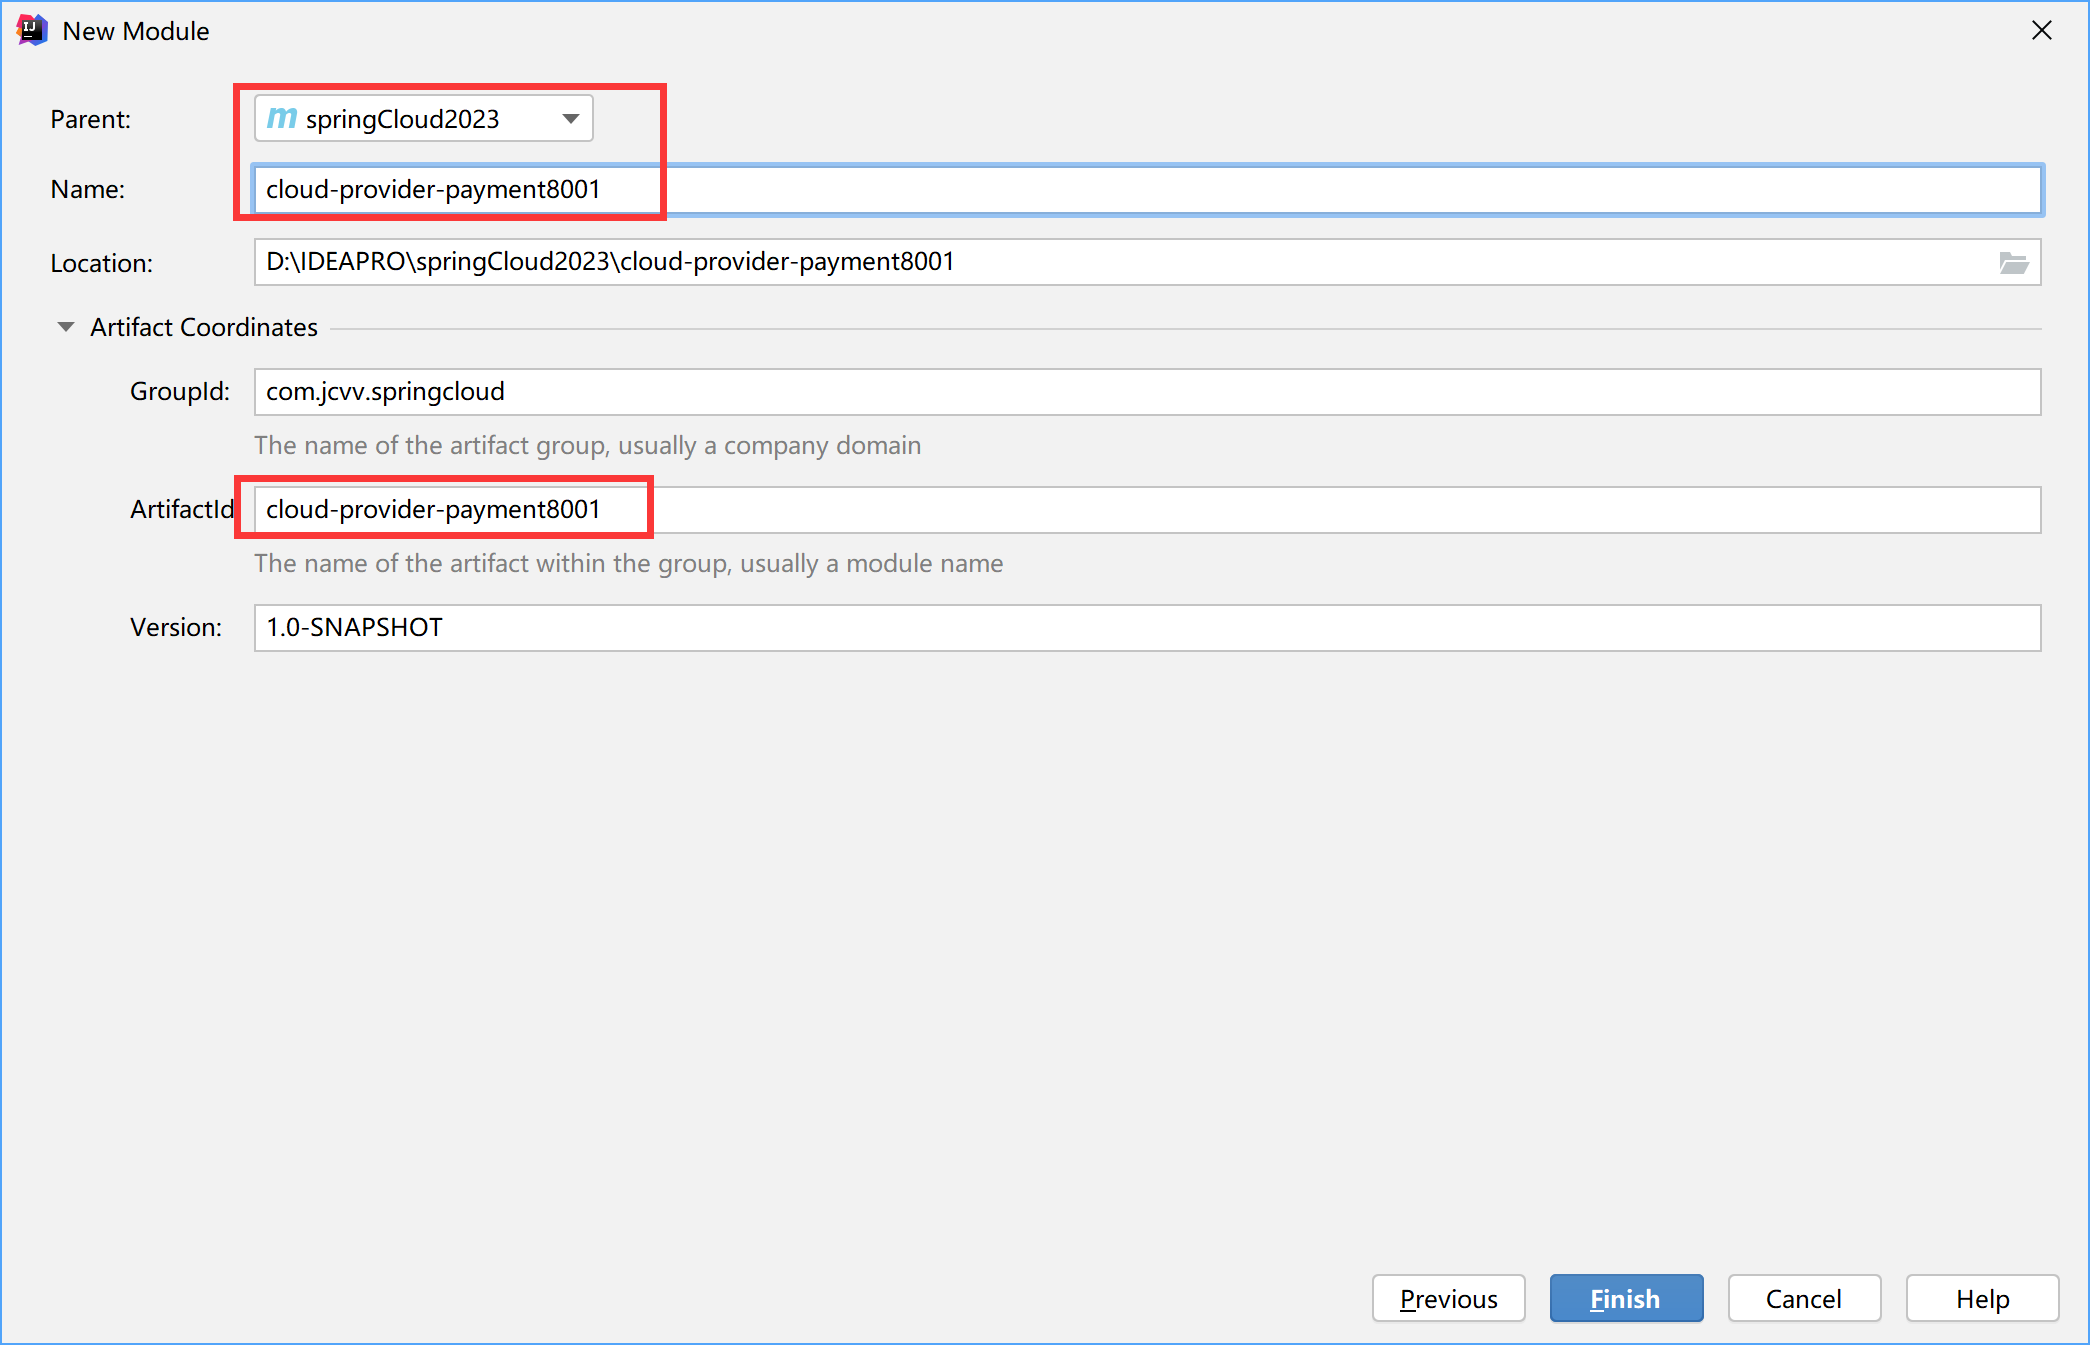 New Module
Parent: m springCloud2023
Name: cloud-provider-payment8001
Location: D:\IDEAPRO\springCloud2023\cloud-provider-payment8001
Artifact Coordinates
GroupId: com.jcvv.springcloud
The name of the artifact group, usually a company domain
ArtifactId cloud-provider-payment8001
The name of the artifact within the group, usually a module name
Version: 1.0-SNAPSHOT
Previous Finish Cancel Help